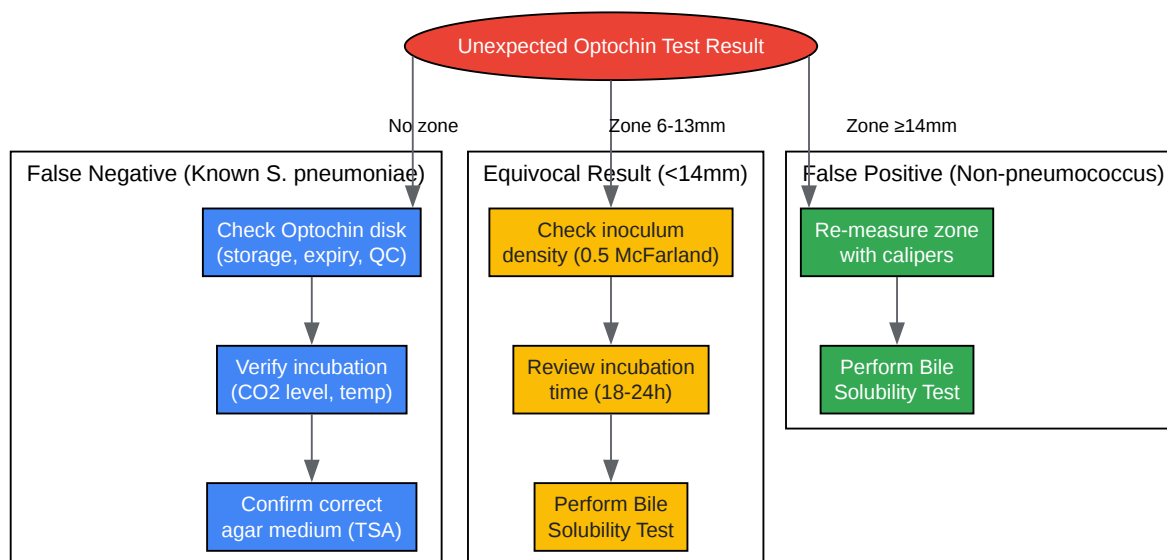 Unexpected Optochin Test Result
No zone
Zone 6-13mm
Zone ≥14mm
False Negative (Known S. pneumoniae)
Check Optochin disk
(storage, expiry, QC)
Verify incubation
(CO2 level, temp)
Confirm correct
agar medium (TSA)
Equivocal Result (<14mm)
Check inoculum
density (0.5 McFarland)
Review incubation
time (18-24h)
Perform Bile
Solubility Test
False Positive (Non-pneumococcus)
Re-measure zone
with calipers
Perform Bile
Solubility Test